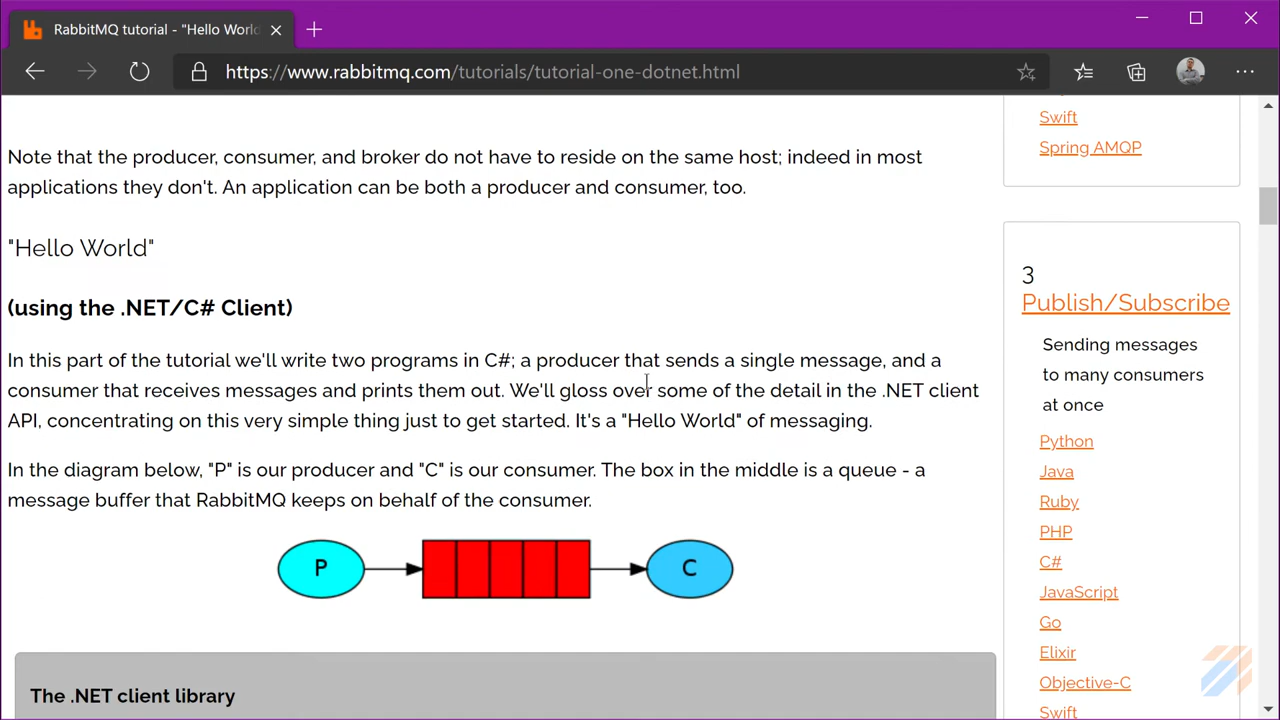 RabbitMQ tutorial - "Hello World
https://www.rabbitmq.com/tutorials/tutorial-one-dotnet.html
Note that the producer, consumer, and broker do not have to reside on the same host; indeed in most
applications they don't. An application can be both a producer and consumer, too.
"Hello World"
(using the .NET/C# Client)
In this part of the tutorial we'll write two programs in C#; a producer that sends a single message, and a
consumer that receives messages and prints them out. We'll gloss over some of the detail in the .NET client
API, concentrating on this very simple thing just to get started. It's a "Hello World" of messaging.
In the diagram below, "P" is our producer and "C" is our consumer. The box in the middle is a queue - a
message buffer that RabbitMQ keeps on behalf of the consumer.
P
C
The .NET client library
Swift
Spring AMQP
3
Publish/Subscribe
Sending messages
to many consumers
at once
Python
Java
Ruby
PHP
C#
JavaScript
Go
Elixir
Objective-C
Swift